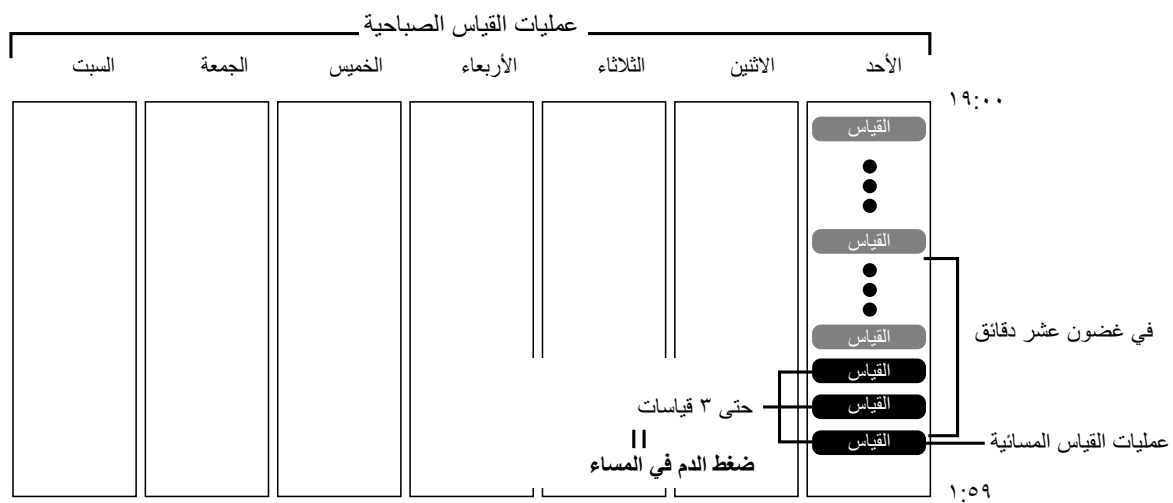 عمليات القياس الصباحية
الأحد الاثنين الثلاثاء الأربعاء الخميس الجمعة السبت
١٩:٠٠
القياس
القياس
في غضون عشر دقائق
القياس
القياس
حتى ٣ قياسات
القياس
القياس
عمليات القياس المسائية
ضغط الدم في المساء
١:٥٩